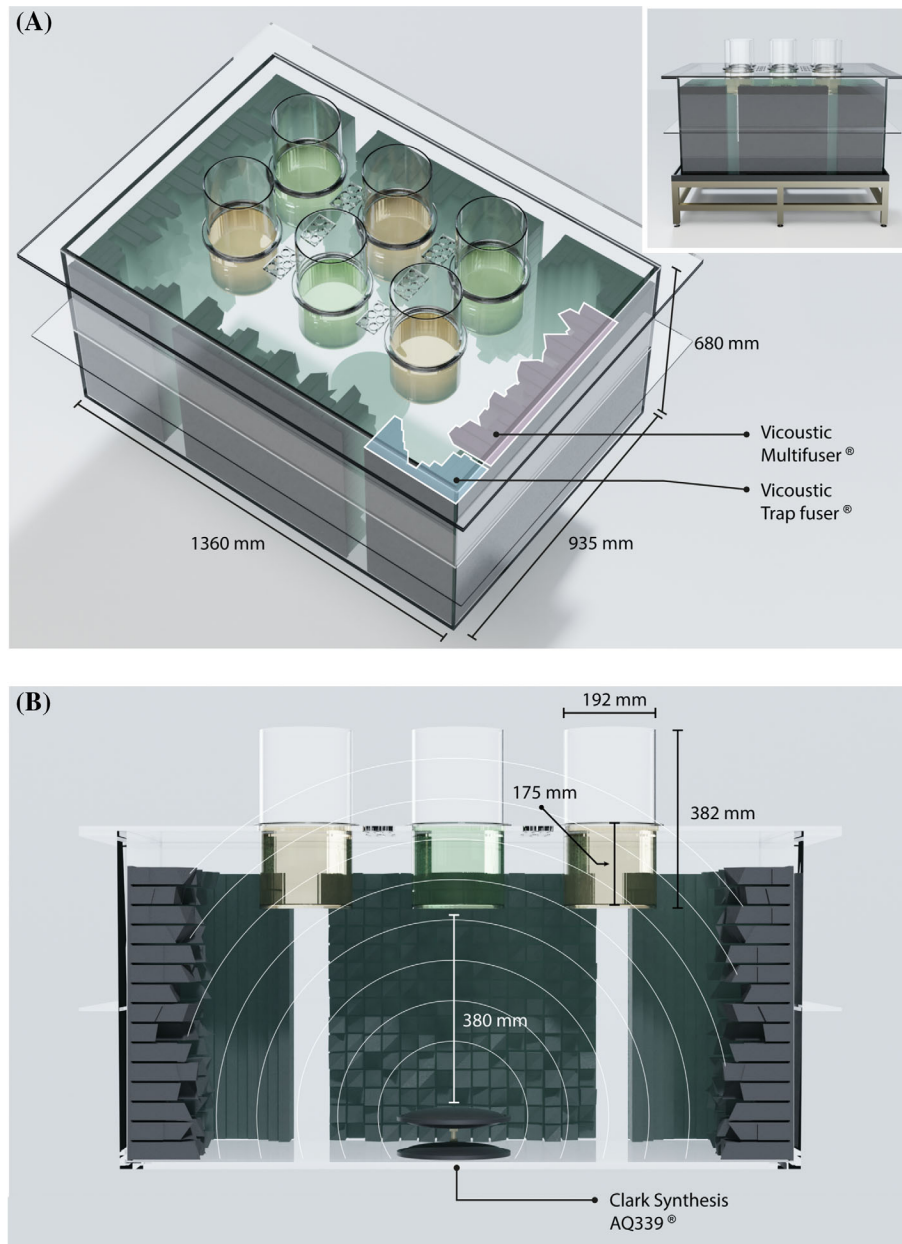 (A)
680 mm
Vicoustic
Multifuser ®
Vicoustic
Trap fuser ®
1360 mm
935 mm
(B)
192 mm
175 mm
382 mm
380 mm
Clark Synthesis
AQ339 ®